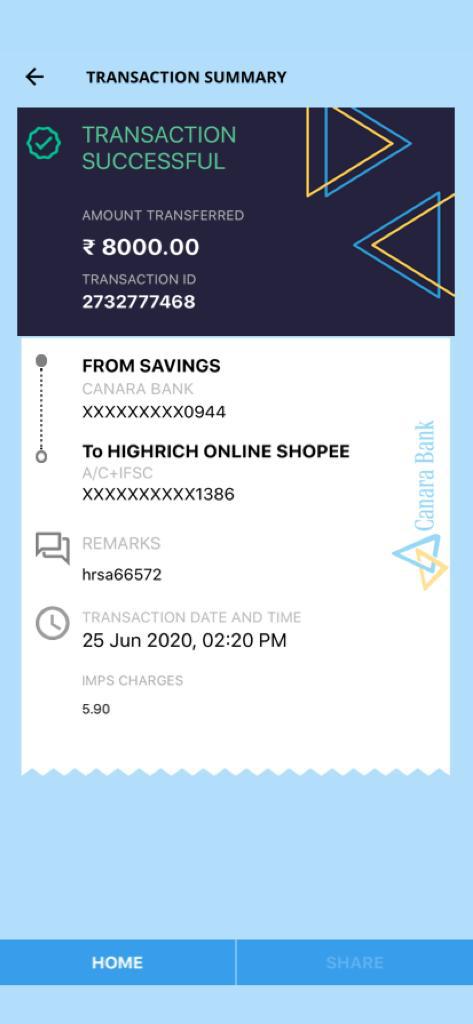 TRANSACTION SUMMARY
TRANSACTION
SUCCESSFUL
AMOUNT TRANSFERRED
₹ 8000.00
TRANSACTION ID
2732777468
FROM SAVINGS
CANARA BANK
XXXXXXXXX0944
To HIGHRICH ONLINE SHOPEE
A/C+IFSC
XXXXXXXXXX1386
Canara Bank
REMARKS
hrsa66572
TRANSACTION DATE AND TIME
25 Jun 2020, 02:20 PM
IMPS CHARGES
5.90
HOME
SHARE